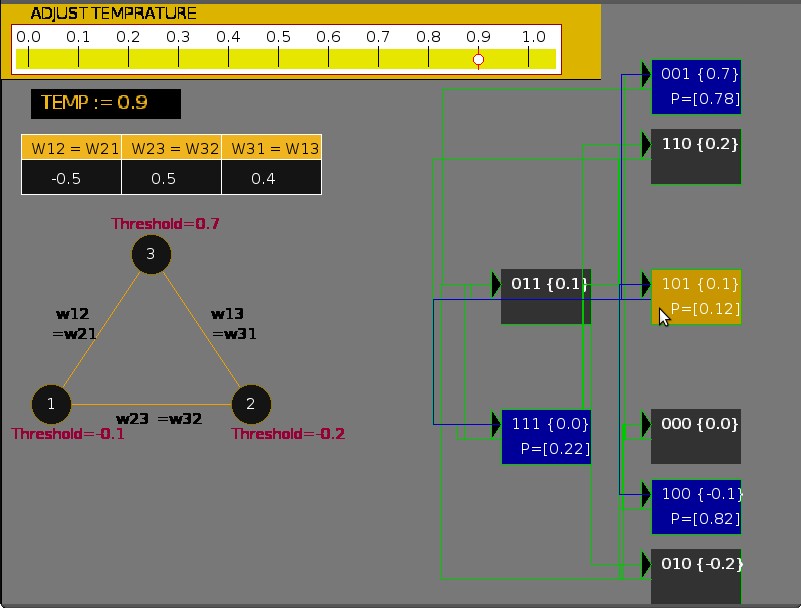 ADJUST TEMPRATURE
0.0 0.1 0.2 0.3 0.4 0.5 0.6 0.7 0.8 0.9 1.0
TEMP := 0.9
W12 = W21 W23 = W32 W31 = W13
-0.5 0.5 0.4
Threshold=0.7
3
w12
=w21
w13
=w31
1
2
w23 =w32
Threshold=-0.1
Threshold=-0.2
001 {0.7}
P=[0.78]
110 {0.2}
011 {0.1}
101 {0.1}
P=[0.12]
111 {0.0}
P=[0.22]
000 {0.0}
100 {-0.1}
P=[0.82]
010 {-0.2}